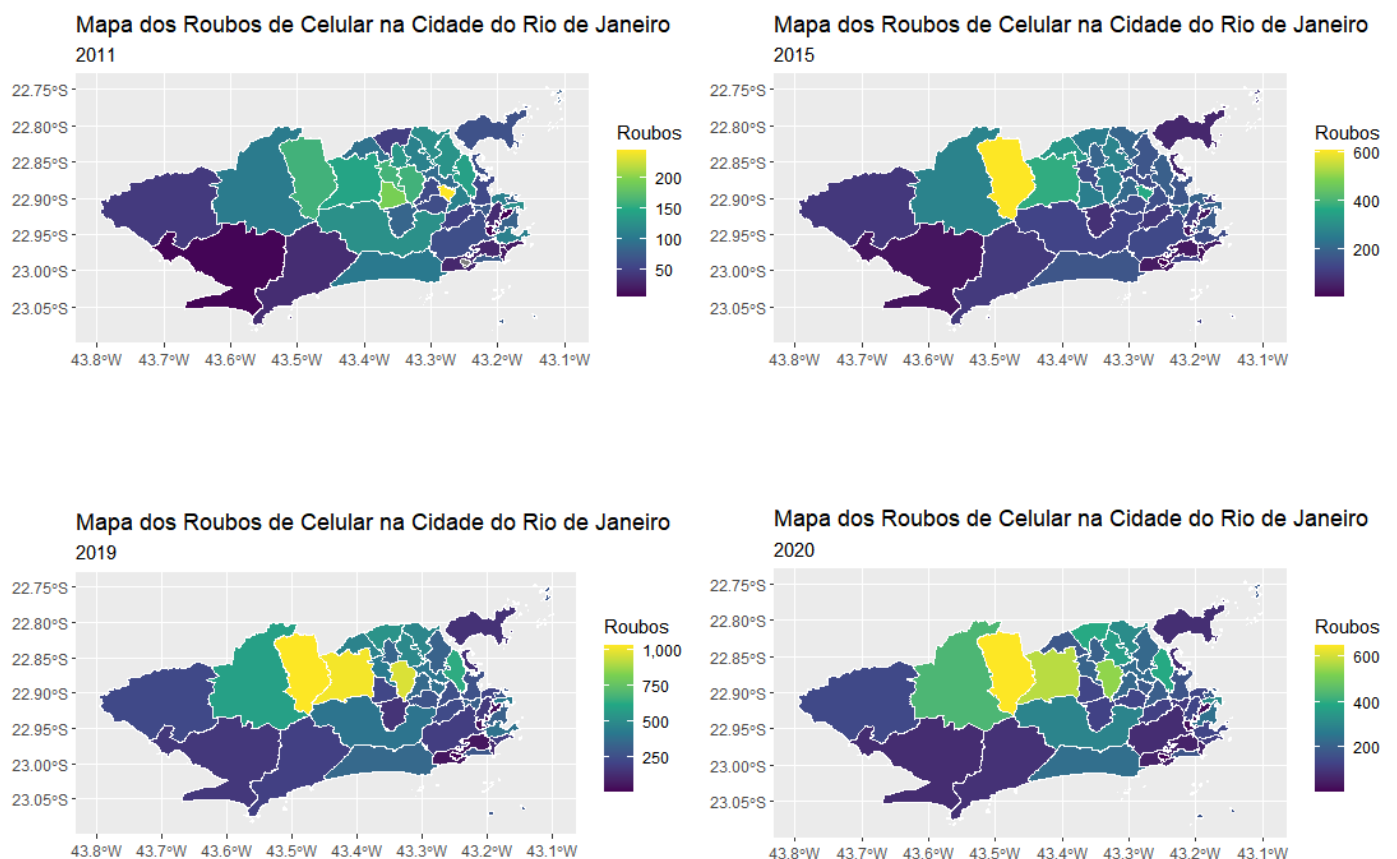 Mapa dos Roubos de Celular na Cidade do Rio de Janeiro
2011
22.75°S
22.80°S
22.85°S
22.90°S
22.95°S
23.00°S
23.05°S
43.8°W 43.7°W 43.6°W 43.5°W 43.4°W 43.3°W 43.2°W 43.1°W
Roubos
200
150
100
50
Mapa dos Roubos de Celular na Cidade do Rio de Janeiro
2015
22.75°S
22.80°S
22.85°S
22.90°S
22.95°S
23.00°S
23.05°S
43.8°W 43.7°W 43.6°W 43.5°W 43.4°W 43.3°W 43.2°W 43.1°W
Roubos
600
400
200
Mapa dos Roubos de Celular na Cidade do Rio de Janeiro
2019
22.75°S
22.80°S
22.85°S
22.90°S
22.95°S
23.00°S
23.05°S
43.8°W 43.7°W 43.6°W 43.5°W 43.4°W 43.3°W 43.2°W 43.1°W
Roubos
1,000
750
500
250
Mapa dos Roubos de Celular na Cidade do Rio de Janeiro
2020
22.75°S
22.80°S
22.85°S
22.90°S
22.95°S
23.00°S
23.05°S
43.8°W 43.7°W 43.6°W 43.5°W 43.4°W 43.3°W 43.2°W 43.1°W
Roubos
600
400
200